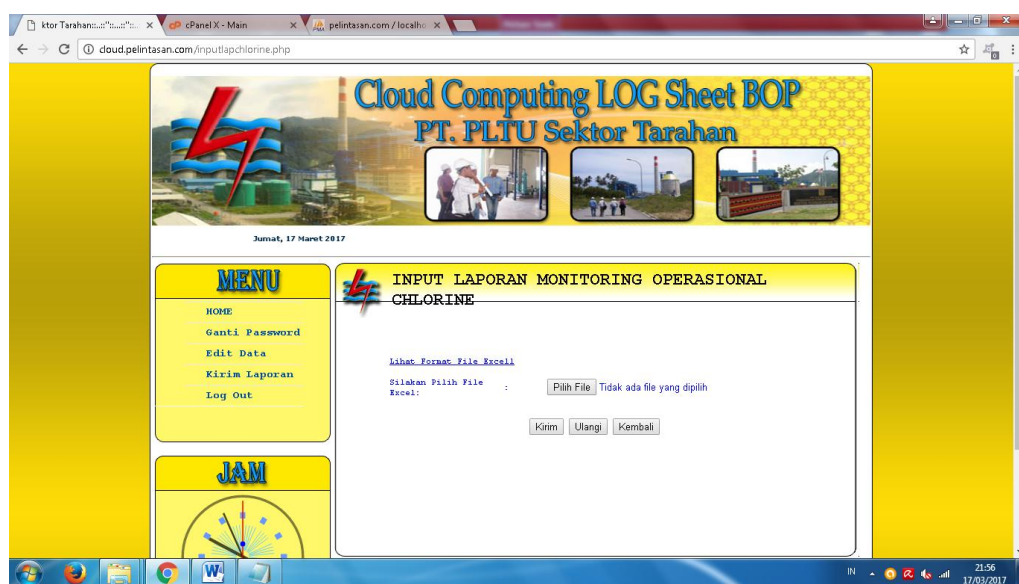 ktor Tarahan::..::"::...::"::..
cPanel X - Main
pelintasan.com / localho
cloud.pelintasan.com/inputlapchlorine.php
Cloud Computing LOG Sheet BOP
PT. PLTU Sektor Tarahan
Jumat, 17 Maret 2017
MENU
HOME
Ganti Password
Edit Data
Kirim Laporan
Log Out
JAM
INPUT LAPORAN MONITORING OPERASIONAL
CHLORINE
Lihat Format File Excell
Silakan Pilih File : Pilih File Tidak ada file yang dipilih
Excel:
Kirim Ulangi Kembali
IN
21:56
17/03/2017